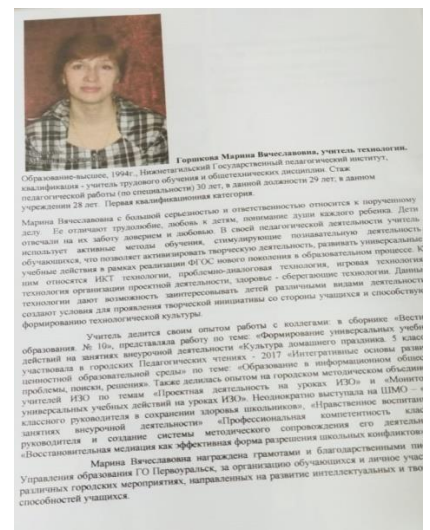 Горшкова Марина Вячеславовна, учитель технологии.
Образование-высшее, 1994г., Нижнетагильский Государственный педагогический институт,
квалификация - учитель трудового обучения и общетехнических дисциплин. Стаж
педагогической работы (по специальности) 30 лет, в данной должности 29 лет; в данном
учреждении 28 лет. Первая квалификационная категория.
Марина Вячеславовна с большой серьезностью и ответственностью относится к порученному
делу. Ее отличают трудолюбие, любовь к детям, понимание души каждого ребенка. Дети
отвечали на их заботу доверием и любовью. В своей педагогической деятельности, учитель
использует активные методы обучения, стимулирующие познавательную деятельность
обучающихся, что позволяет активизировать творческую деятельность, развивать универсальные
учебные действия в рамках реализации ФГОС нового поколения в образовательном процессе. К
ним относятся ИКТ технологии, проблемно-диалоговая технология, игровая технология
технология организации проектной деятельности, здоровье - сберегающие технологии. Данны
технологии дают возможность заинтересовывать детей различными видами деятельности
создают условия для проявления творческой инициативы со стороны учащихся и способствую
формированию технологической культуры.
Учитель делится своим опытом работы с коллегами: в сборнике «Вести
образования. № 10», представляла работу по теме: «Формирование универсальных учебн
действий на занятиях внеурочной деятельности «Культура домашнего праздника. 5 класс
участвовала в городских Педагогических чтениях - 2017 «Интегративные основы разви
ценностной образовательной среды» по теме: «Образование в информационном общес
проблемы, поиски, решения». Также делилась опытом на городском методическом объедин
учителей ИЗО по темам «Проектная деятельность на уроках ИЗО» и «Монито
универсальных учебных действий на уроках ИЗО». Неоднократно выступала на ШМО –
классного руководителя в сохранении здоровья школьников», «Нравственное воспитан
занятиях внеурочной деятельности» «Профессиональная компетентность клас
руководителя и создание системы методического сопровождения его деятельн
«Восстановительная медиация как эффективная форма разрешения школьных конфликтов»
Марина Вячеславовна награждена грамотами и благодарственными пи
Управления образования ГО Первоуральск, за организацию обучающихся и личное учас
различных городских мероприятиях, направленных на развитие интеллектуальных и тво
способностей учащихся.